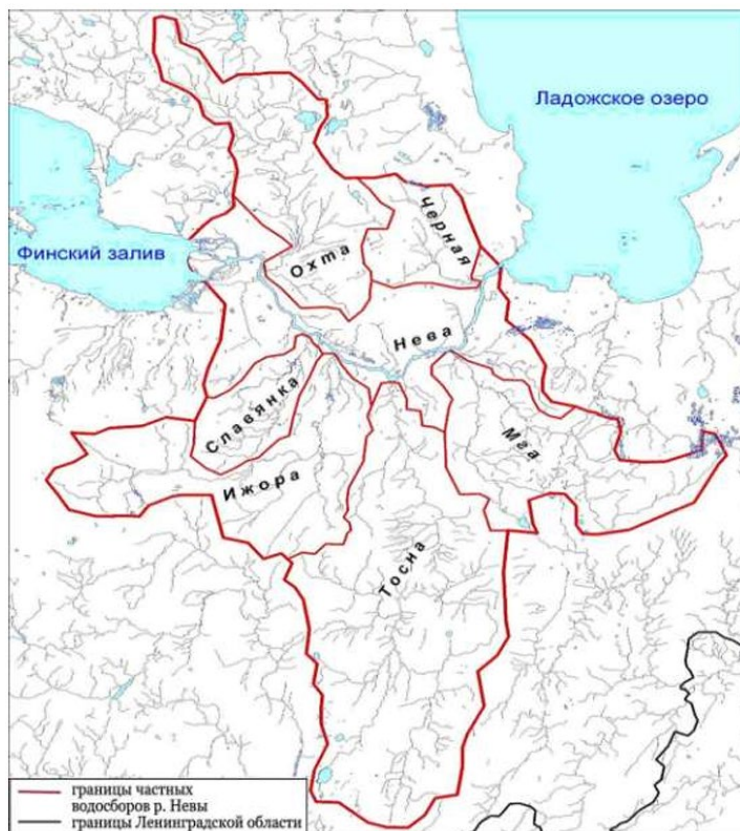 Ладожское озеро
Черная
Финский залив
Охта
Нева
Славянка
Мга
Ижора
Тосна
границы частных
водосборов р. Невы
границы Ленинградской области